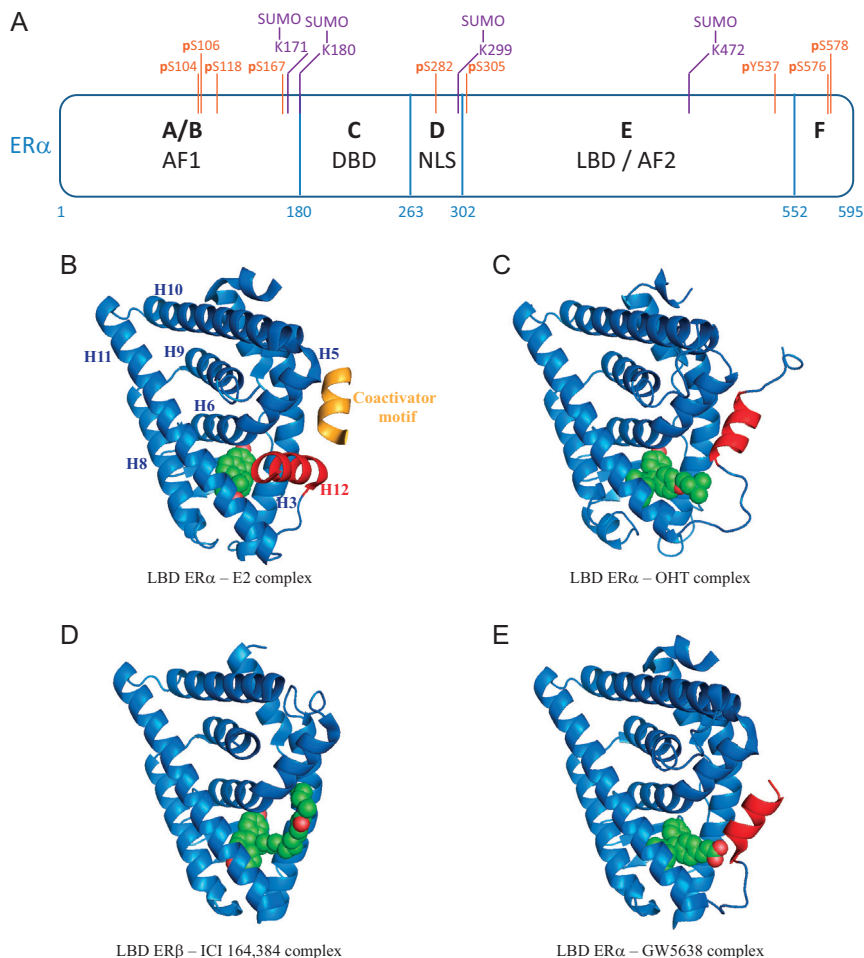 A
SUMO
SUMO
SUMO
K171
K180
K299
K472
pS106
pS578
pS104
pS118
pS167
pS282
pS305
pY537
pS576
ERα
A/B
C
D
E
F
AF1
DBD
NLS
LBD / AF2
1
180
263
302
552
595
B
H10
H11
H9
H5
Coactivator
motif
H6
H8
H3
H12
LBD ERα – E2 complex
C
LBD ERα – OHT complex
D
LBD ERβ – ICI 164,384 complex
E
LBD ERα – GW5638 complex